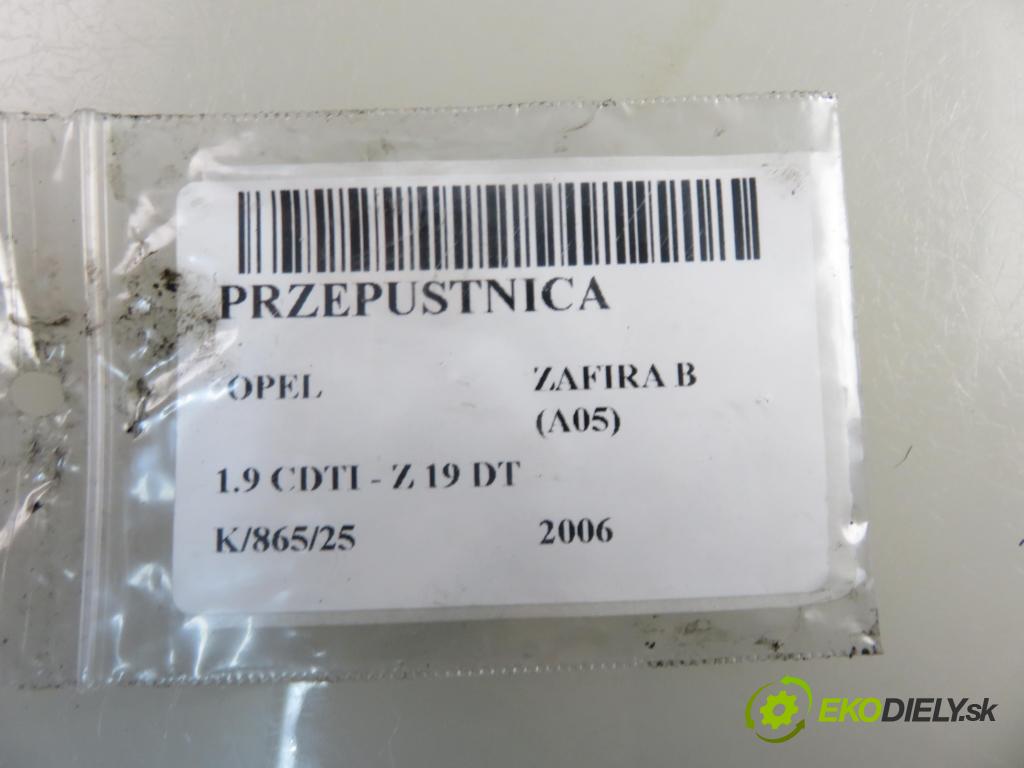 PRZEPUSTNICA
OPEL ZAFIRA B
(A05)
1.9 CDTI - Z 19 DT
K/865/25 2006
EKODIELY.sk